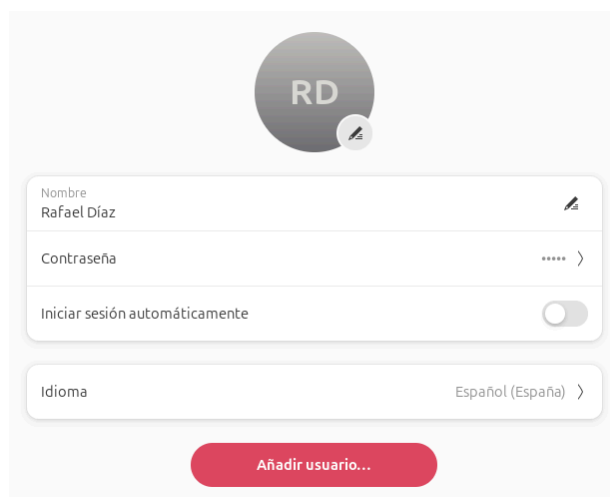 RD
Nombre
Rafael Díaz
Contraseña •••••
Iniciar sesión automáticamente
Idioma Español (España)
Añadir usuario...